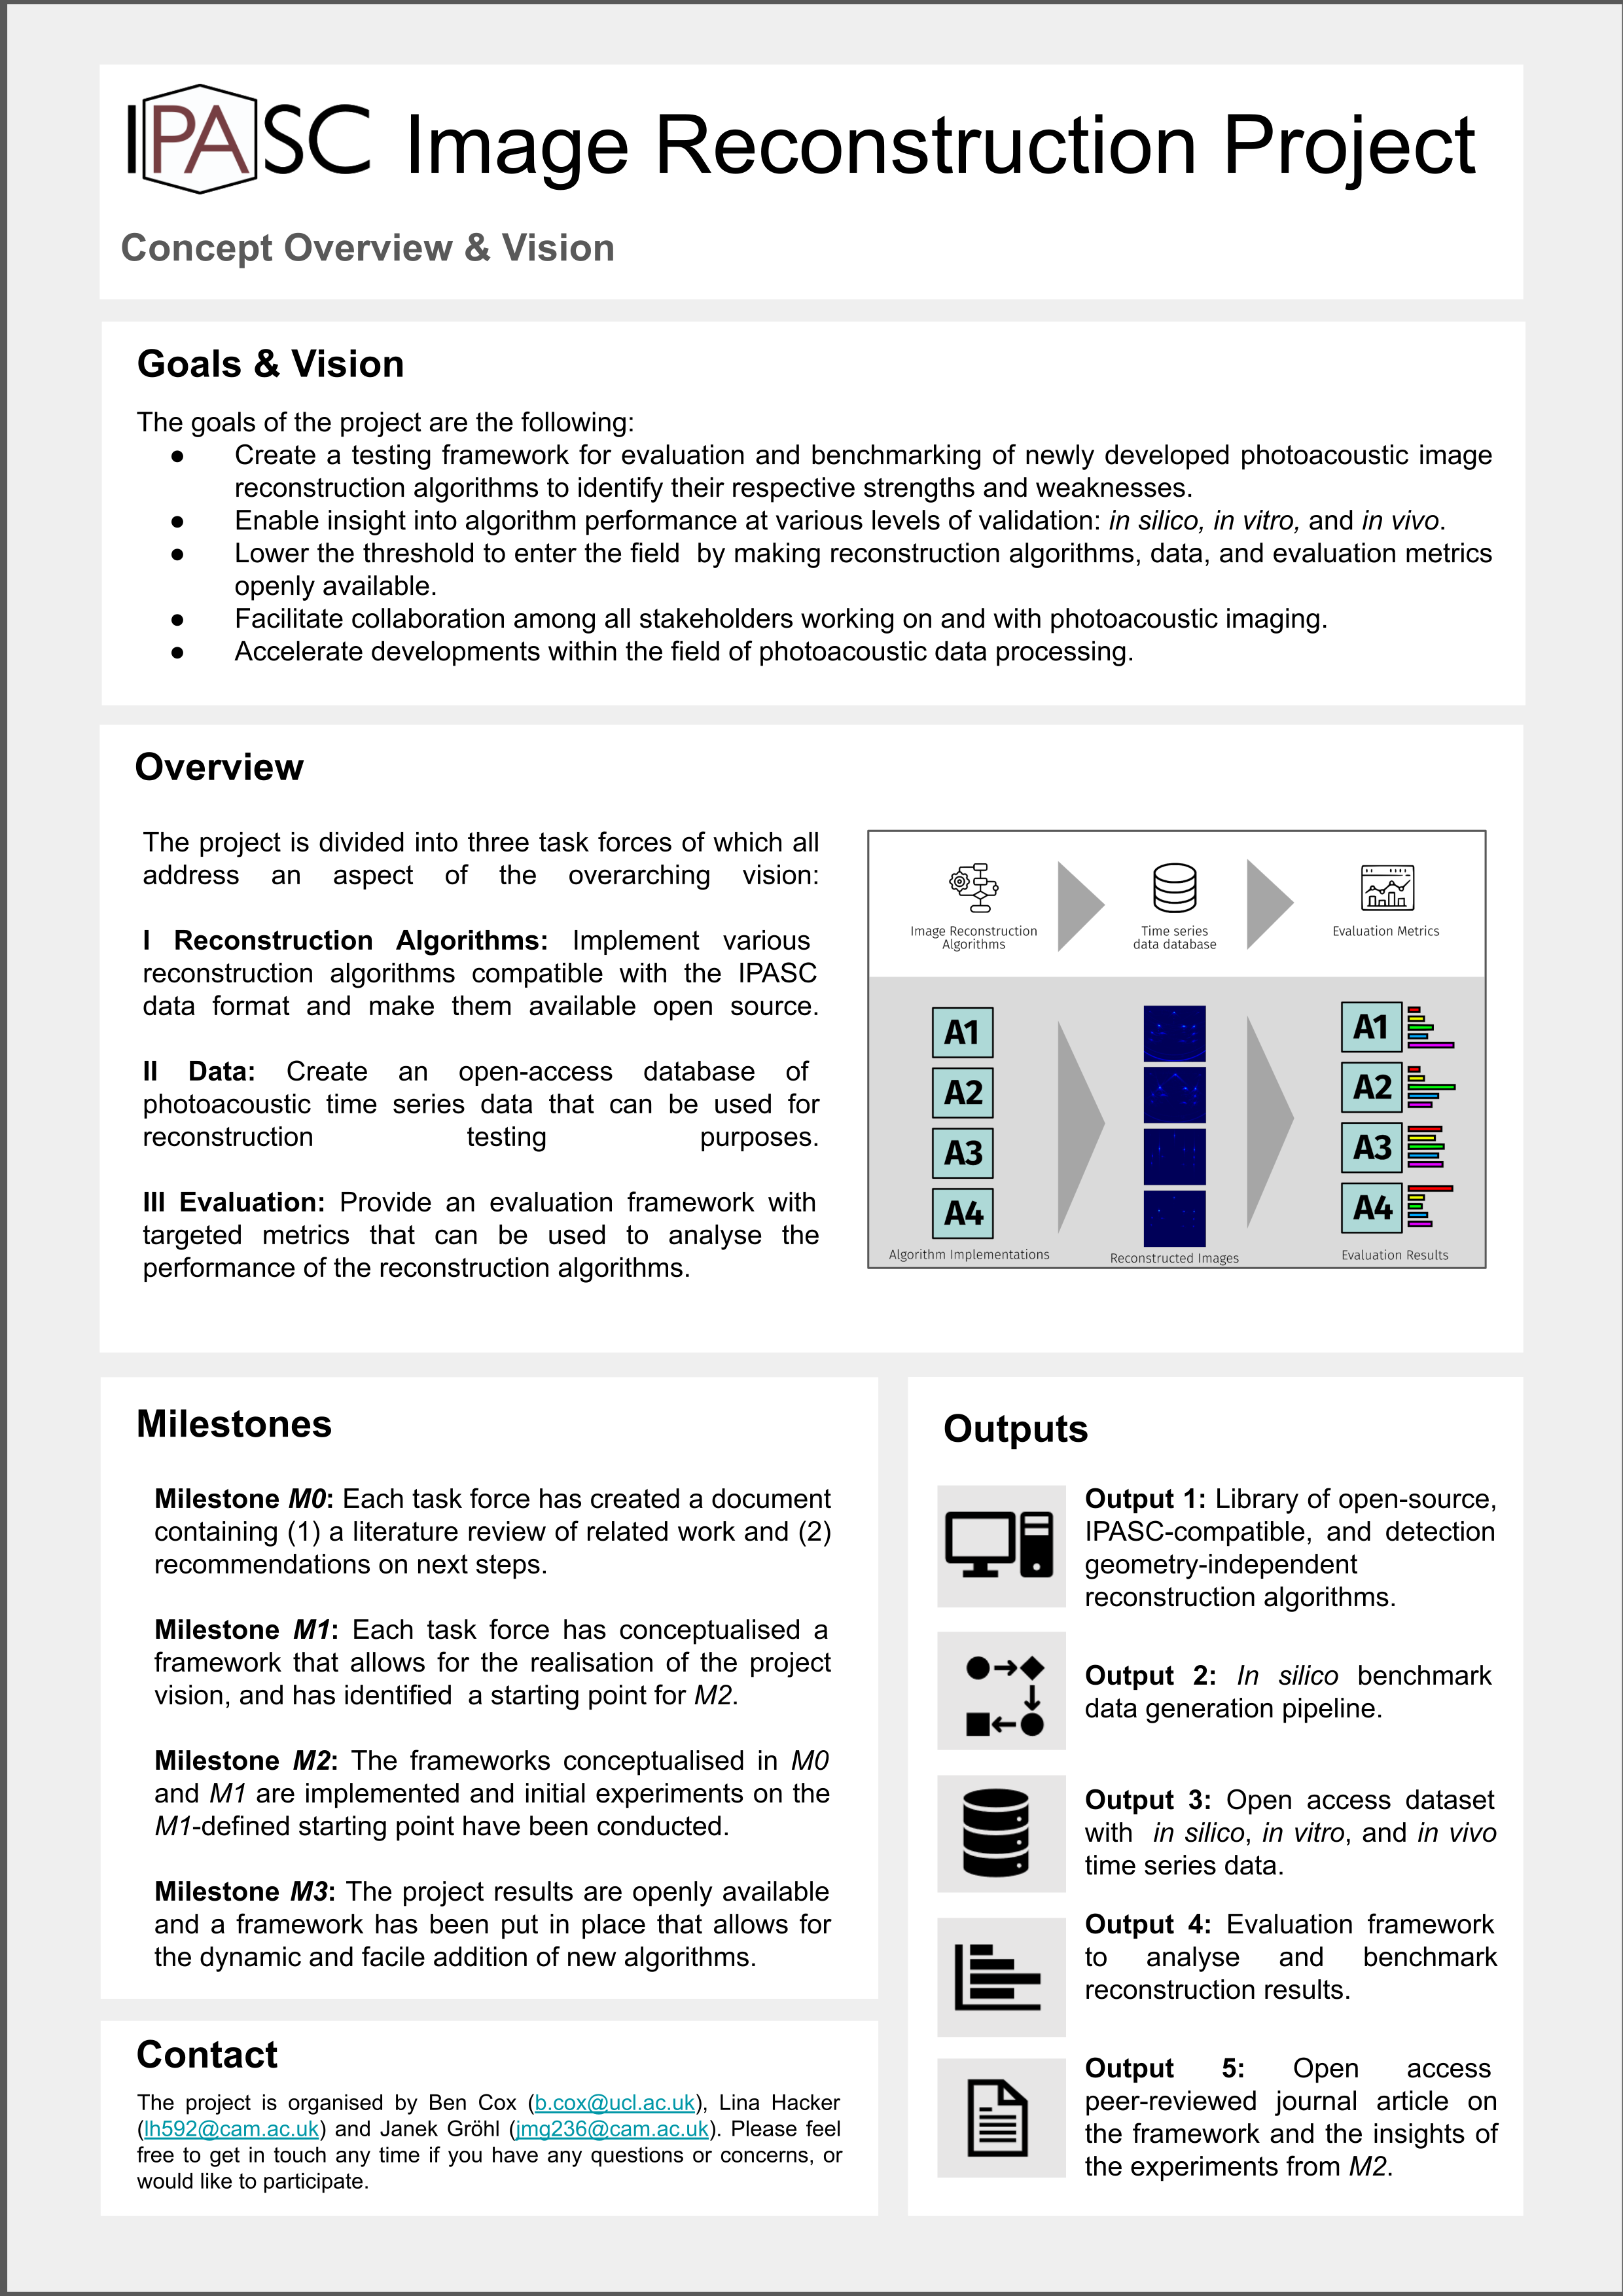 IPASC Image Reconstruction Project
Concept Overview & Vision
Goals & Vision
The goals of the project are the following:
● Create a testing framework for evaluation and benchmarking of newly developed photoacoustic image
reconstruction algorithms to identify their respective strengths and weaknesses.
● Enable insight into algorithm performance at various levels of validation: in silico, in vitro, and in vivo.
● Lower the threshold to enter the field by making reconstruction algorithms, data, and evaluation metrics
openly available.
● Facilitate collaboration among all stakeholders working on and with photoacoustic imaging.
● Accelerate developments within the field of photoacoustic data processing.
Overview
The project is divided into three task forces of which all
address an aspect of the overarching vision:
I Reconstruction Algorithms: Implement various
reconstruction algorithms compatible with the IPASC
data format and make them available open source.
II Data: Create an open-access database of
photoacoustic time series data that can be used for
reconstruction testing purposes.
III Evaluation: Provide an evaluation framework with
targeted metrics that can be used to analyse the
performance of the reconstruction algorithms.
Image Reconstruction
Algorithms
Time series
data database
Evaluation Metrics
A1
A2
A3
A4
Algorithm Implementations
Reconstructed Images
A1
A2
A3
A4
Evaluation Results
Milestones
Milestone M0: Each task force has created a document
containing (1) a literature review of related work and (2)
recommendations on next steps.
Milestone M1: Each task force has conceptualised a
framework that allows for the realisation of the project
vision, and has identified a starting point for M2.
Milestone M2: The frameworks conceptualised in M0
and M1 are implemented and initial experiments on the
M1-defined starting point have been conducted.
Milestone M3: The project results are openly available
and a framework has been put in place that allows for
the dynamic and facile addition of new algorithms.
Contact
The project is organised by Ben Cox (b.cox@ucl.ac.uk), Lina Hacker
(lh592@cam.ac.uk) and Janek Gröhl (jmg236@cam.ac.uk). Please feel
free to get in touch any time if you have any questions or concerns, or
would like to participate.
Outputs
Output 1: Library of open-source,
IPASC-compatible, and detection
geometry-independent
reconstruction algorithms.
Output 2: In silico benchmark
data generation pipeline.
Output 3: Open access dataset
with in silico, in vitro, and in vivo
time series data.
Output 4: Evaluation framework
to analyse and benchmark
reconstruction results.
Output 5: Open access
peer-reviewed journal article on
the framework and the insights of
the experiments from M2.